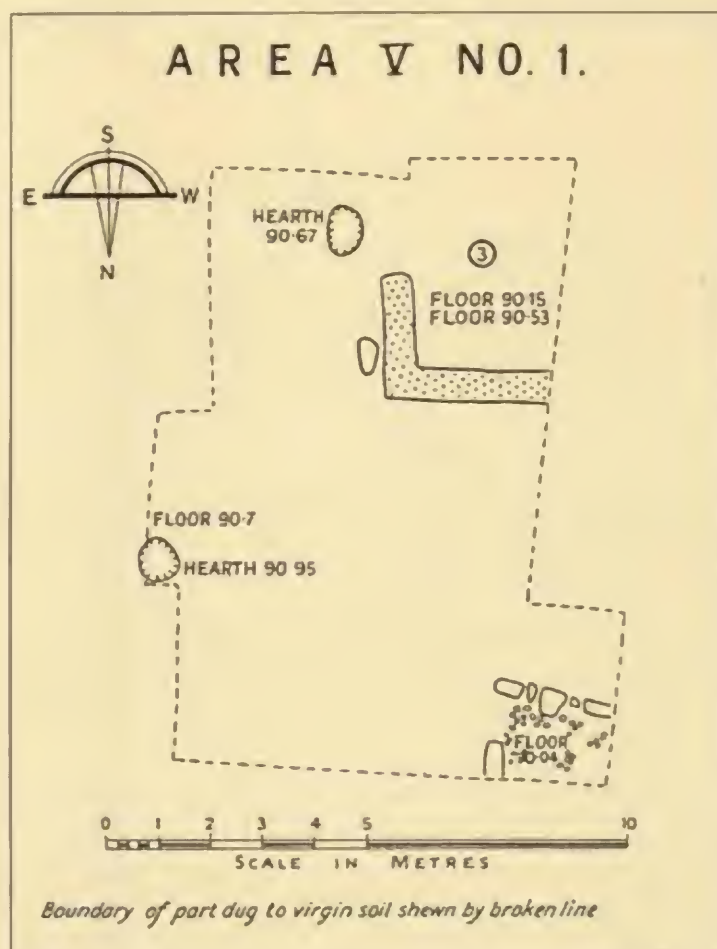 AREA V NO. 1.
S
E W
N
HEARTH
90·67
3
FLOOR 90·15
FLOOR 90·53
FLOOR 90·7
HEARTH 90 95
FLOOR
0 1 2 3 4 5 10
SCALE IN METRES
Boundary of part dug to virgin soil shewn by broken line